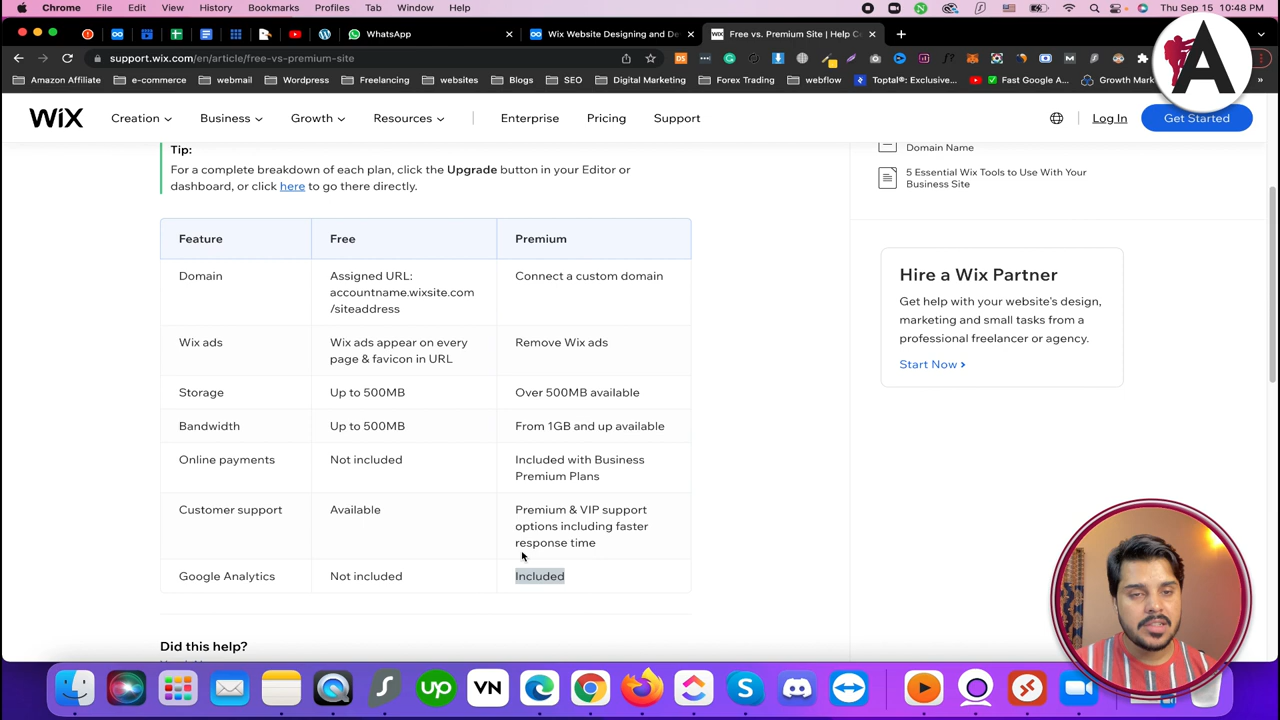 Chrome File Edit View History Bookmarks Profiles Tab Window Help
Thu Sep 15 10:48 PM
WhatsApp
Wix Website Designing and De
Free vs. Premium Site | Help C
support.wix.com/en/article/free-vs-premium-site
Amazon Affiliate e-commerce webmail Wordpress Freelancing websites Blogs SEO Digital Marketing Forex Trading webflow Toptal®: Exclusive... Fast Google A... Growth Mark
A
WiX Creation Business Growth Resources Enterprise Pricing Support Log In Get Started
Tip:
For a complete breakdown of each plan, click the Upgrade button in your Editor or
dashboard, or click here to go there directly.
Feature Free Premium
Domain Assigned URL: Connect a custom domain
accountname.wixsite.com
/siteaddress
Wix ads Wix ads appear on every Remove Wix ads
page & favicon in URL
Storage Up to 500MB Over 500MB available
Bandwidth Up to 500MB From 1GB and up available
Online payments Not included Included with Business
Premium Plans
Customer support Available Premium & VIP support
options including faster
response time
Google Analytics Not included Included
Did this help?
Domain Name
5 Essential Wix Tools to Use With Your
Business Site
Hire a Wix Partner
Get help with your website's design,
marketing and small tasks from a
professional freelancer or agency.
Start Now >
up
VN